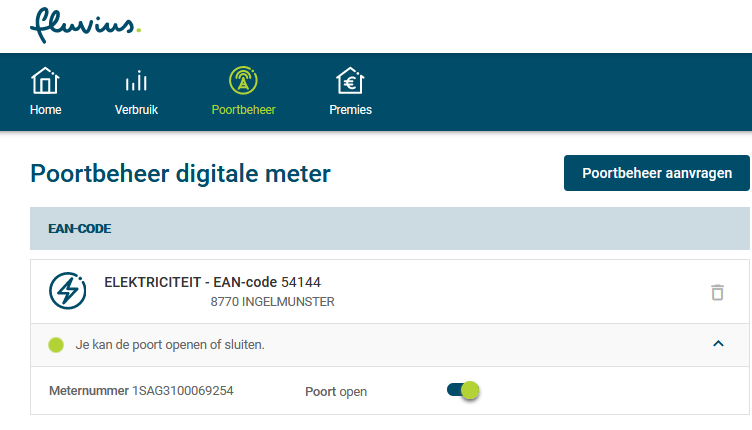 fluvius.
Home Verbruik Poortbeheer Premies
Poortbeheer digitale meter Poortbeheer aanvragen
EAN-CODE
ELEKTRICITEIT - EAN-code 54144
8770 INGELMUNSTER
Je kan de poort openen of sluiten.
Meternummer 1SAG3100069254 Poort open